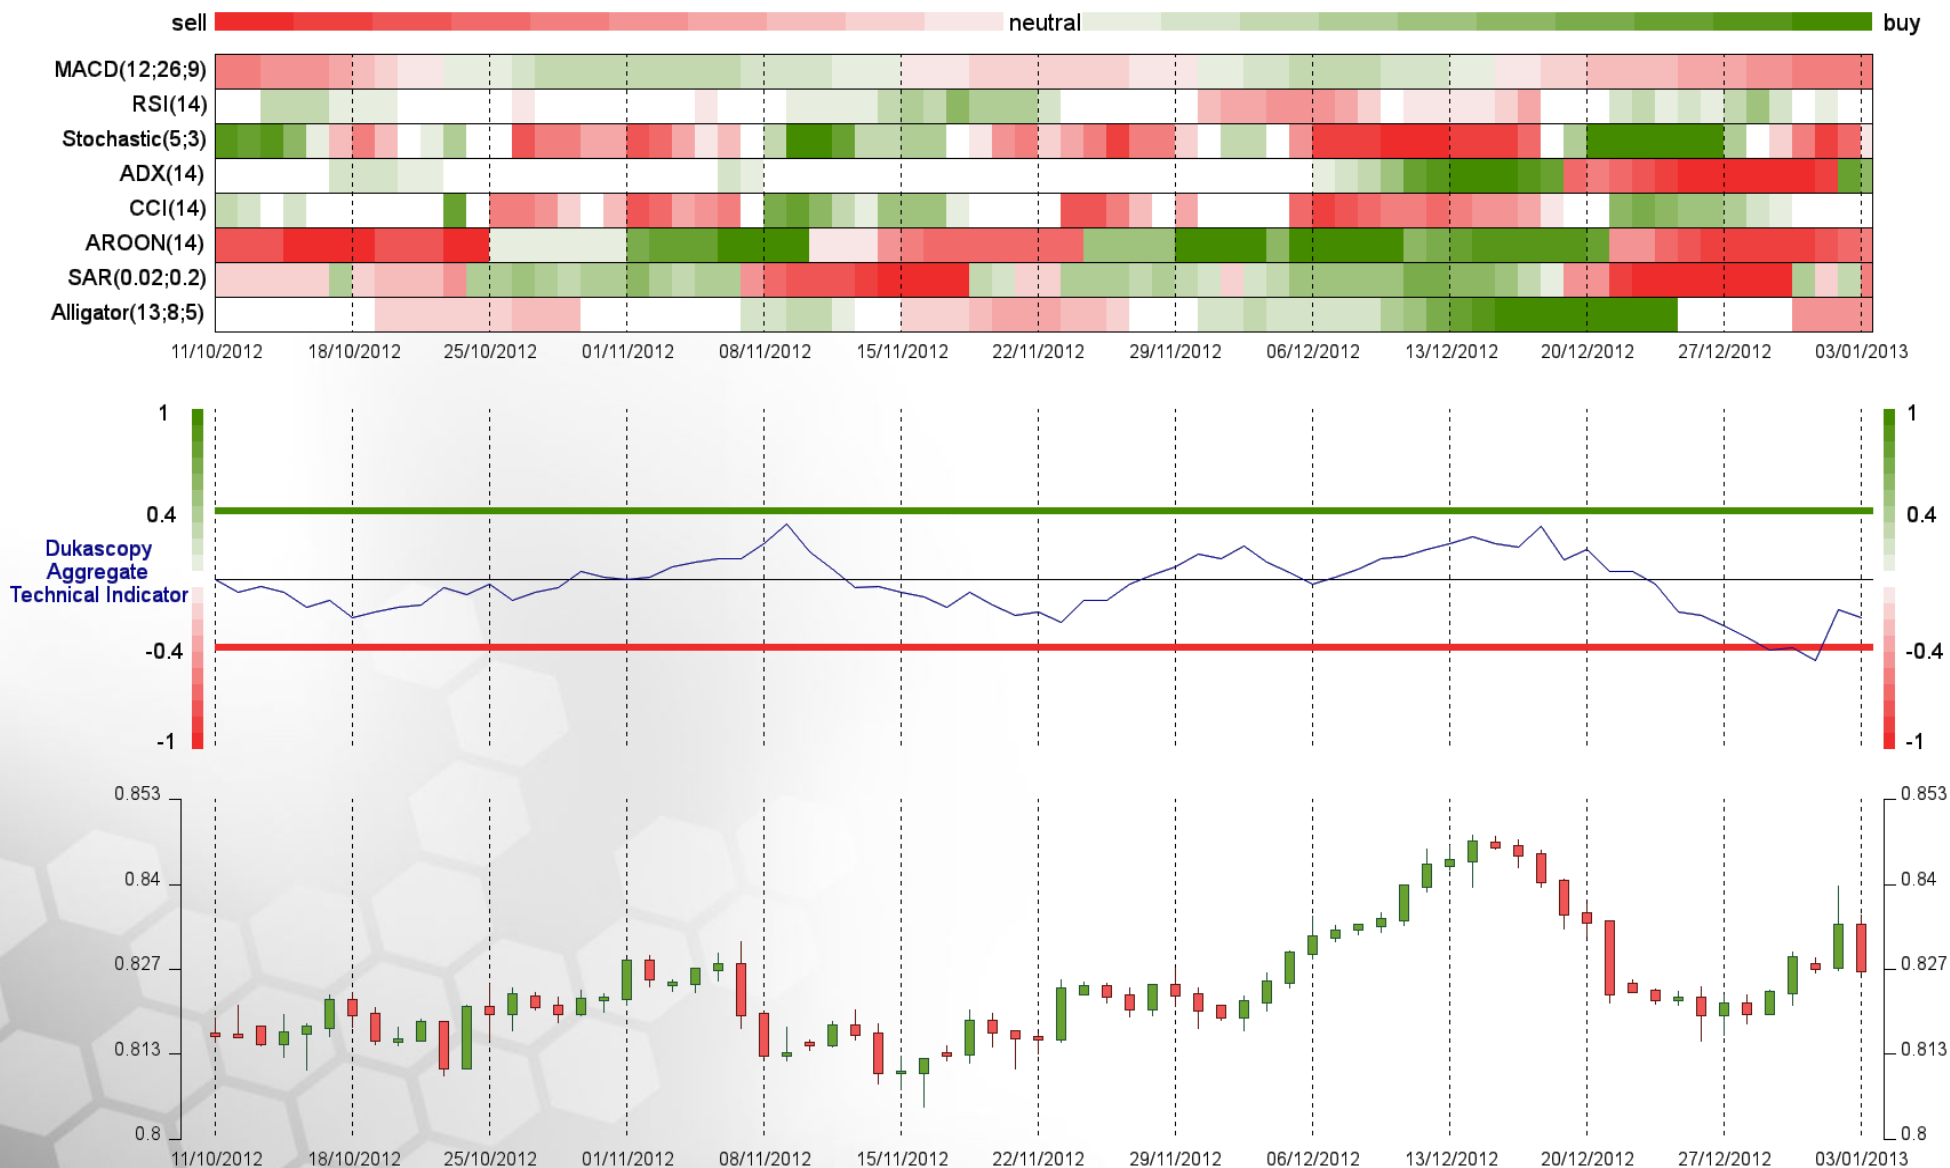 sell neutral buy
MACD(12;26;9)
RSI(14)
Stochastic(5;3)
ADX(14)
CCI(14)
AROON(14)
SAR(0.02;0.2)
Alligator(13;8;5)
11/10/2012 18/10/2012 25/10/2012 01/11/2012 08/11/2012 15/11/2012 22/11/2012 29/11/2012 06/12/2012 13/12/2012 20/12/2012 27/12/2012 03/01/2013
1 1
0.4 0.4
Dukascopy
Aggregate
Technical Indicator
-0.4 -0.4
-1 -1
0.853 0.853
0.84 0.84
0.827 0.827
0.813 0.813
0.8 0.8
11/10/2012 18/10/2012 25/10/2012 01/11/2012 08/11/2012 15/11/2012 22/11/2012 29/11/2012 06/12/2012 13/12/2012 20/12/2012 27/12/2012 03/01/2013